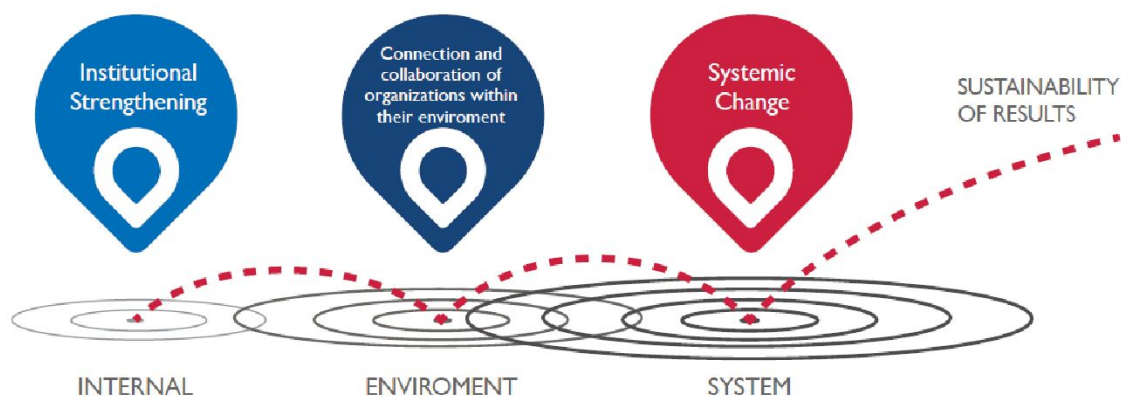 Institutional
Strengthening
Connection and
collaboration of
organizations within
their enviroment
Systemic
Change
SUSTAINABILITY
OF RESULTS
INTERNAL
ENVIROMENT
SYSTEM